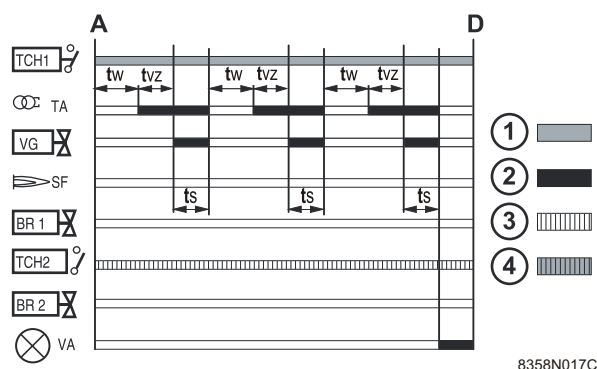 A D
TCH1
tw tvz tw tvz tw tvz
TA
1
VG
2
SF
ts ts ts
3
BR 1
TCH2
4
BR 2
VA
8358N017C